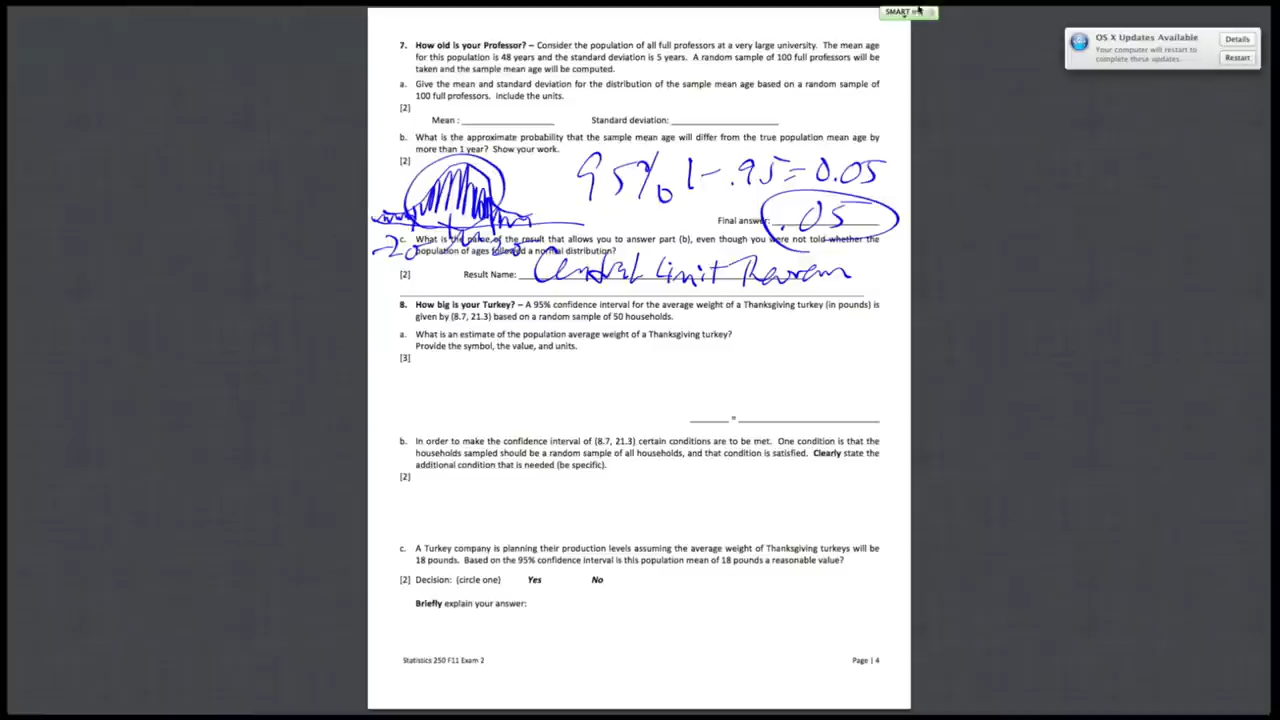 SMART
OS X Updates Available
Your computer will restart to
complete those updates.
Details
Restart
7. How old is your Professor? – Consider the population of all full professors at a very large university. The mean age
for this population is 48 years and the standard deviation is 5 years. A random sample of 100 full professors will be
taken and the sample mean age will be computed.
a. Give the mean and standard deviation for the distribution of the sample mean age based on a random sample of
100 full professors. Include the units.
[2]
Mean : ____________ Standard deviation: ____________
b. What is the approximate probability that the sample mean age will differ from the true population mean age by
more than 1 year? Show your work.
[2]
95% 1 - .95 = 0.05
Final answer: .05
c. What is the name of the result that allows you to answer part (b), even though you were not told whether the
population of ages followed a normal distribution?
[2] Result Name: Central Limit Theorem
8. How big is your Turkey? – A 95% confidence interval for the average weight of a Thanksgiving turkey (in pounds) is
given by (8.7, 21.3) based on a random sample of 50 households.
a. What is an estimate of the population average weight of a Thanksgiving turkey?
Provide the symbol, the value, and units.
[3]
_______ = ____________________
b. In order to make the confidence interval of (8.7, 21.3) certain conditions are to be met. One condition is that the
households sampled should be a random sample of all households, and that condition is satisfied. Clearly state the
additional condition that is needed (be specific).
[2]
c. A Turkey company is planning their production levels assuming the average weight of Thanksgiving turkeys will be
18 pounds. Based on the 95% confidence interval is this population mean of 18 pounds a reasonable value?
[2] Decision: (circle one) Yes No
Briefly explain your answer:
Statistics 250 F11 Exam 2 Page | 4